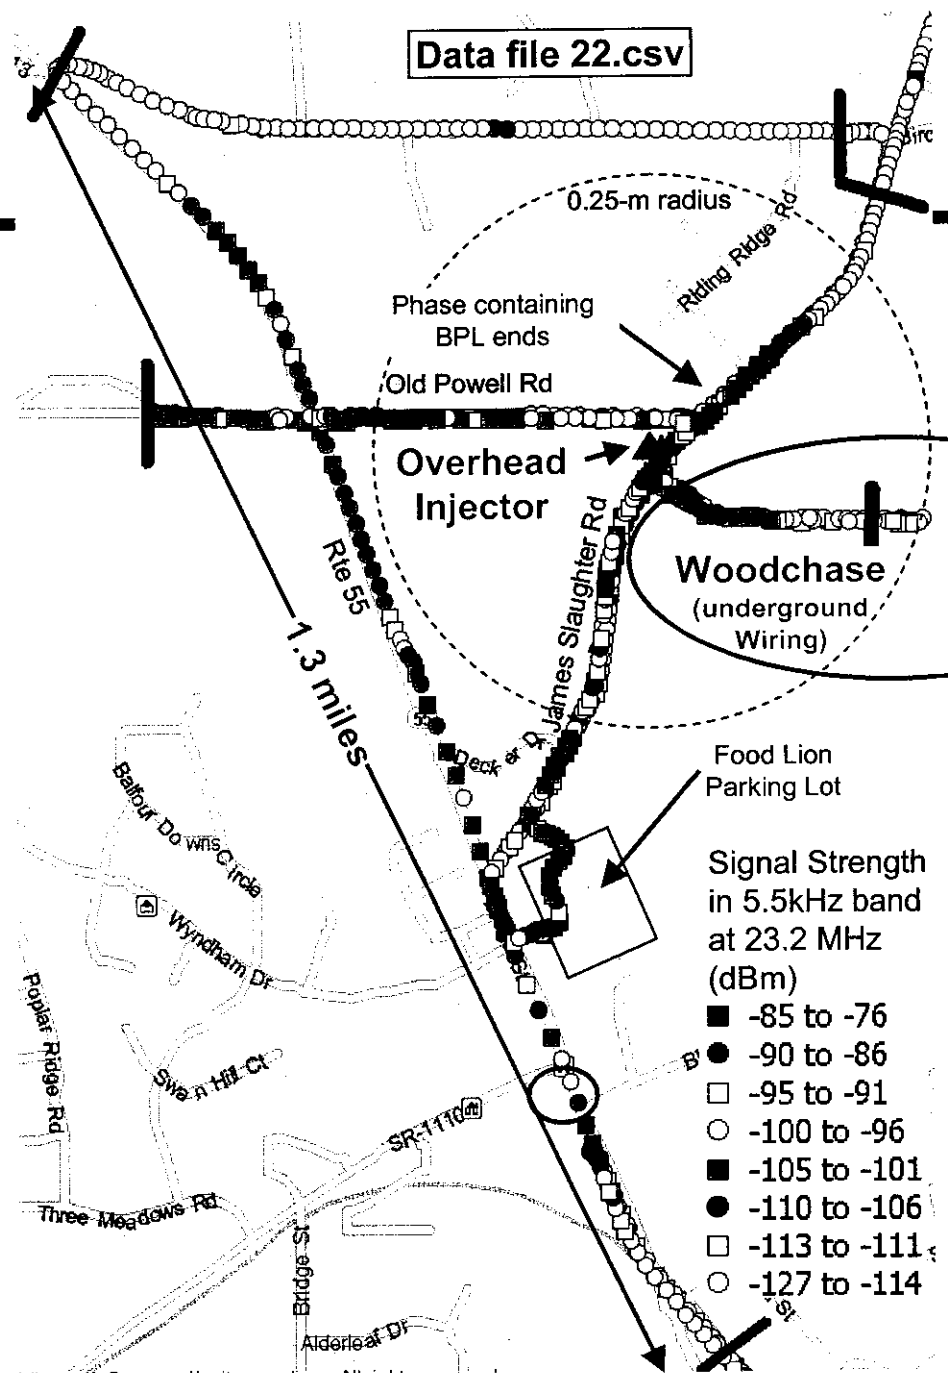 Data file 22.csv
0.25-m radius
Riding Ridge Rd
Phase containing
BPL ends
Old Powell Rd
Overhead
Injector
Woodchase
(underground
Wiring)
Rte 55
James Slaughter Rd
1.3 miles
55
Decker Dr
Food Lion
Parking Lot
Balfour Downs Circle
Wyndham Dr
Signal Strength
in 5.5kHz band
at 23.2 MHz
(dBm)
-85 to -76
-90 to -86
-95 to -91
-100 to -96
-105 to -101
-110 to -106
-113 to -111
-127 to -114
Poplar Ridge Rd
Swan Hill Ct
SR-1110
Three Meadows Rd
Bridge St
Alderleaf Dr
St